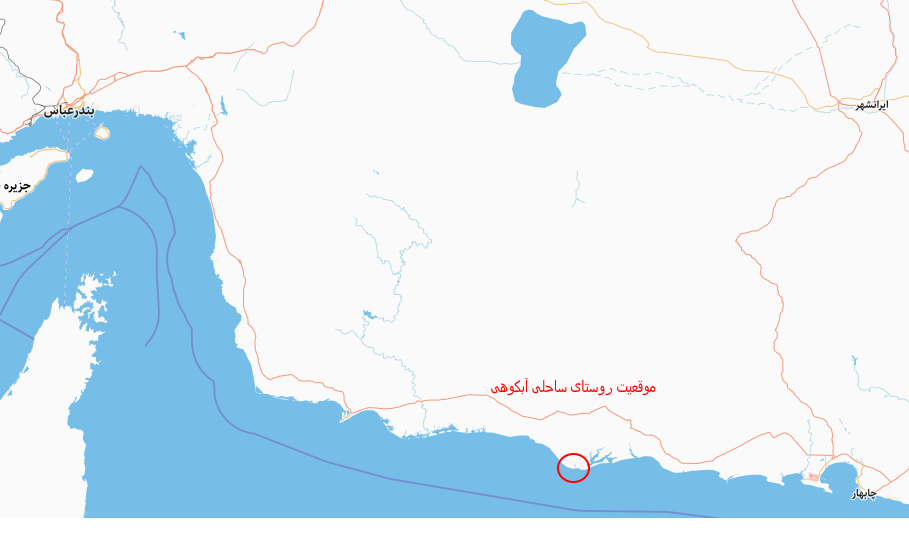 بندرعباس
ایرانشهر
جزیره
موقعیت روستای ساحلی آبکوهی
چابهار